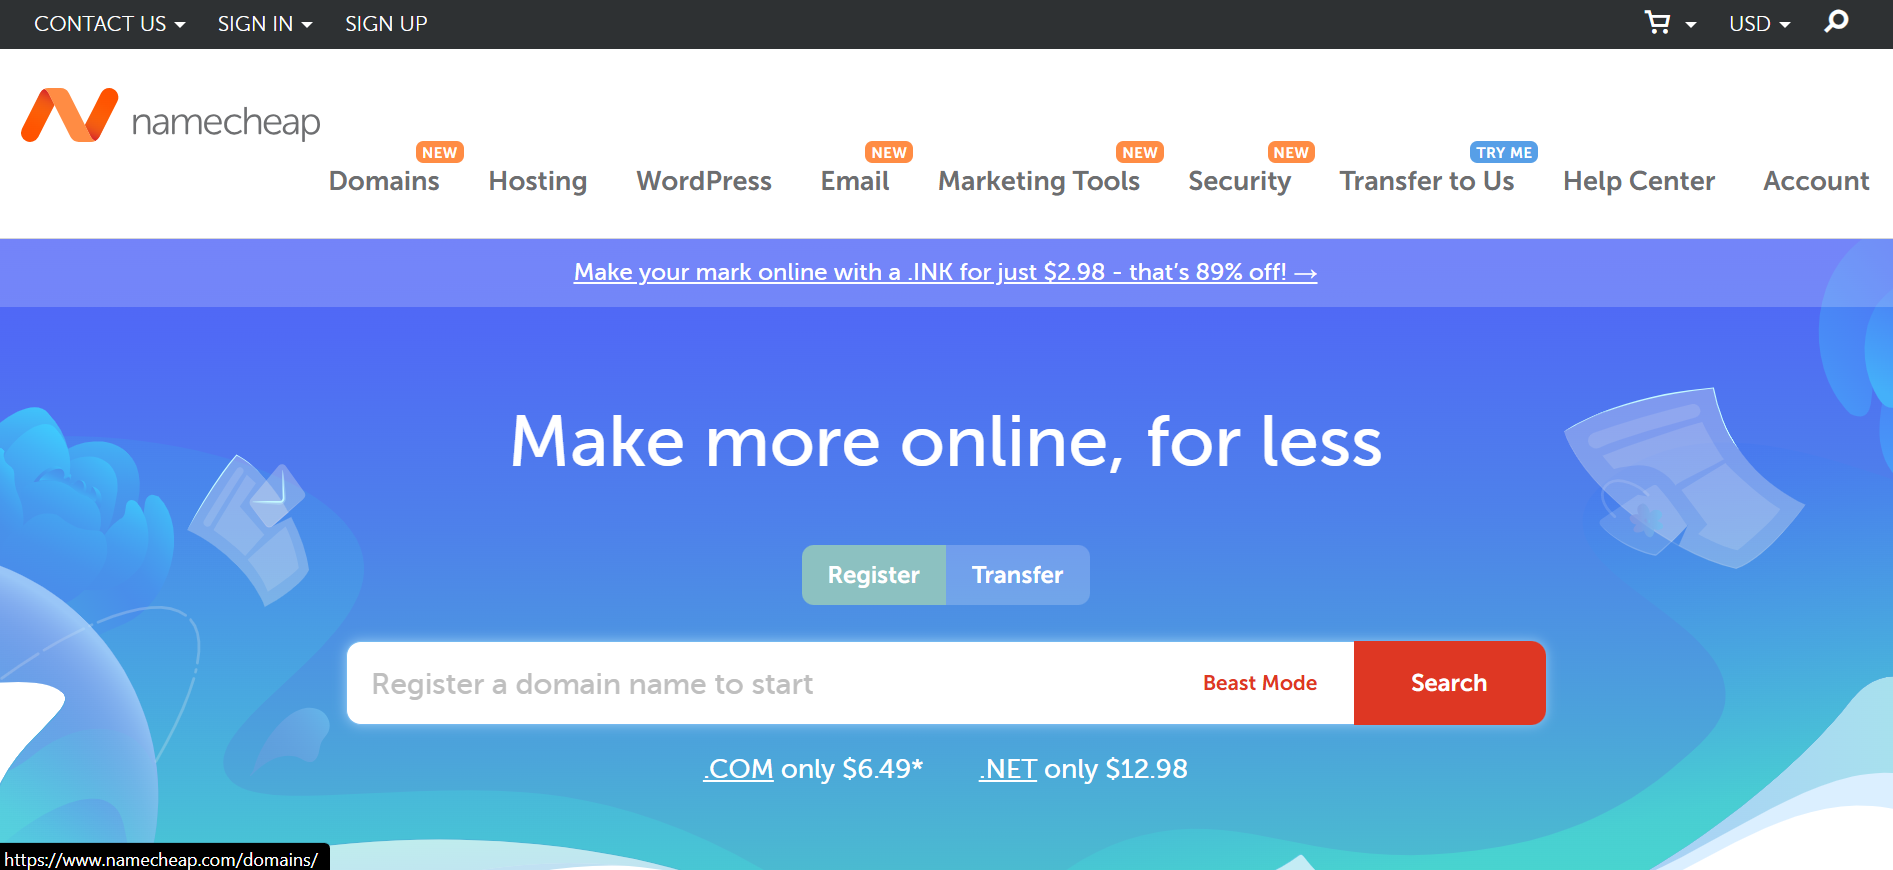 CONTACT US SIGN IN SIGN UP USD
namecheap
NEW NEW NEW NEW TRY ME
Domains Hosting WordPress Email Marketing Tools Security Transfer to Us Help Center Account
Make your mark online with a .INK for just $2.98 - that’s 89% off! →
Make more online, for less
Register Transfer
Register a domain name to start Beast Mode Search
.COM only $6.49* .NET only $12.98
https://www.namecheap.com/domains/